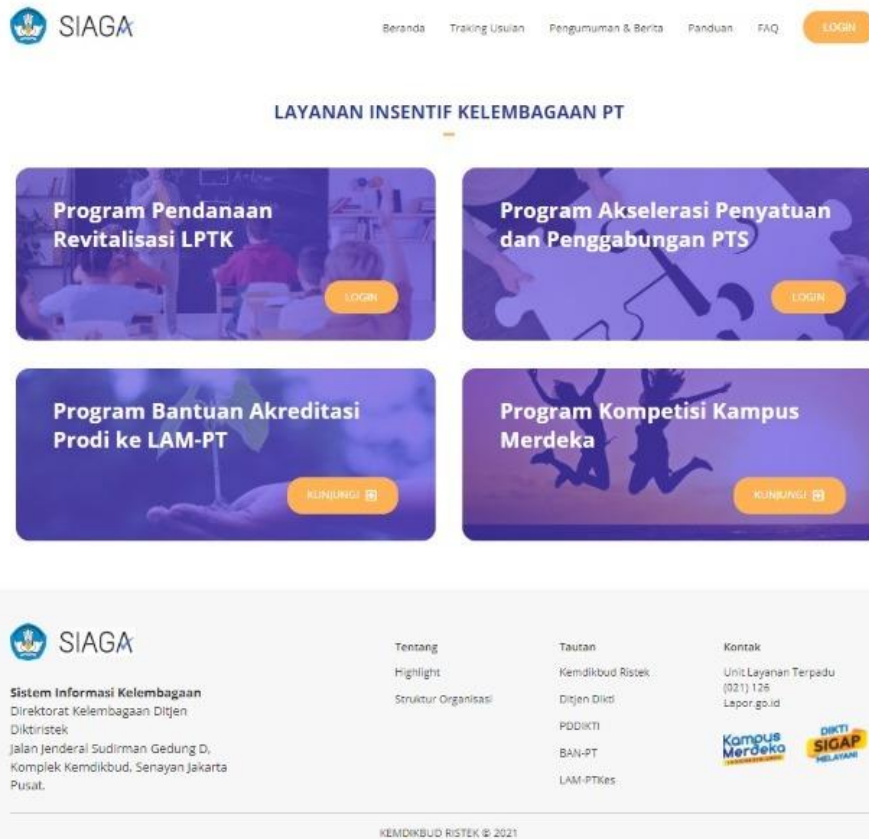 SIAGA
Beranda Traking Usulan Pengumuman & Berita Panduan FAQ LOGIN
LAYANAN INSENTIF KELEMBAGAAN PT
Program Pendanaan
Revitalisasi LPTK
LOGIN
Program Akselerasi Penyatuan
dan Penggabungan PTS
LOGIN
Program Bantuan Akreditasi
Prodi ke LAM-PT
KUNJUNGI
Program Kompetisi Kampus
Merdeka
KUNJUNGI
SIAGA
Sistem Informasi Kelembagaan
Direktorat Kelembagaan Ditjen
Diktiristek
Jalan Jenderal Sudirman Gedung D,
Komplek Kemdikbud, Senayan Jakarta
Pusat.
Tentang
Highlight
Struktur Organisasi
Tautan
Kemdikbud Ristek
Ditjen Dikti
PDDIKTI
BAN-PT
LAM-PTKes
Kontak
Unit Layanan Terpadu
(021) 126
Lapor.go.id
Kampus
Merdeka
DIKTI
SIGAP
MELAYANI
KEMDIKBUD RISTEK © 2021